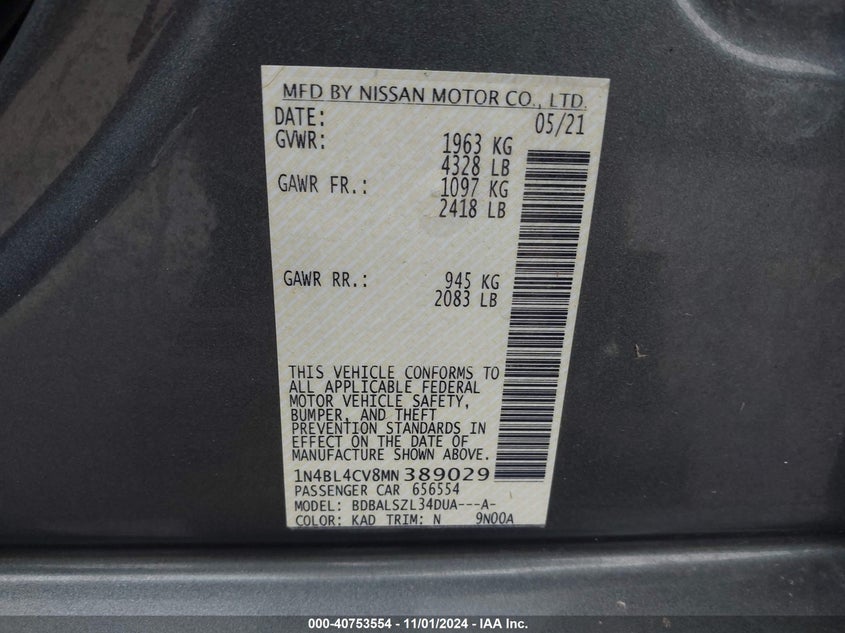 MFD BY NISSAN MOTOR CO., LTD.
DATE: 05/21
GVWR: 1963 KG
4328 LB
GAWR FR.: 1097 KG
2418 LB
GAWR RR.: 945 KG
2083 LB
THIS VEHICLE CONFORMS TO
ALL APPLICABLE FEDERAL
MOTOR VEHICLE SAFETY,
BUMPER, AND THEFT
PREVENTION STANDARDS IN
EFFECT ON THE DATE OF
MANUFACTURE SHOWN ABOVE.
1N4BL4CV8MN389029
PASSENGER CAR 656554
MODEL: BDBALSZL34DUA---A-
COLOR: KAD TRIM: N 9N00A
000-40753554 - 11/01/2024 - IAA Inc.